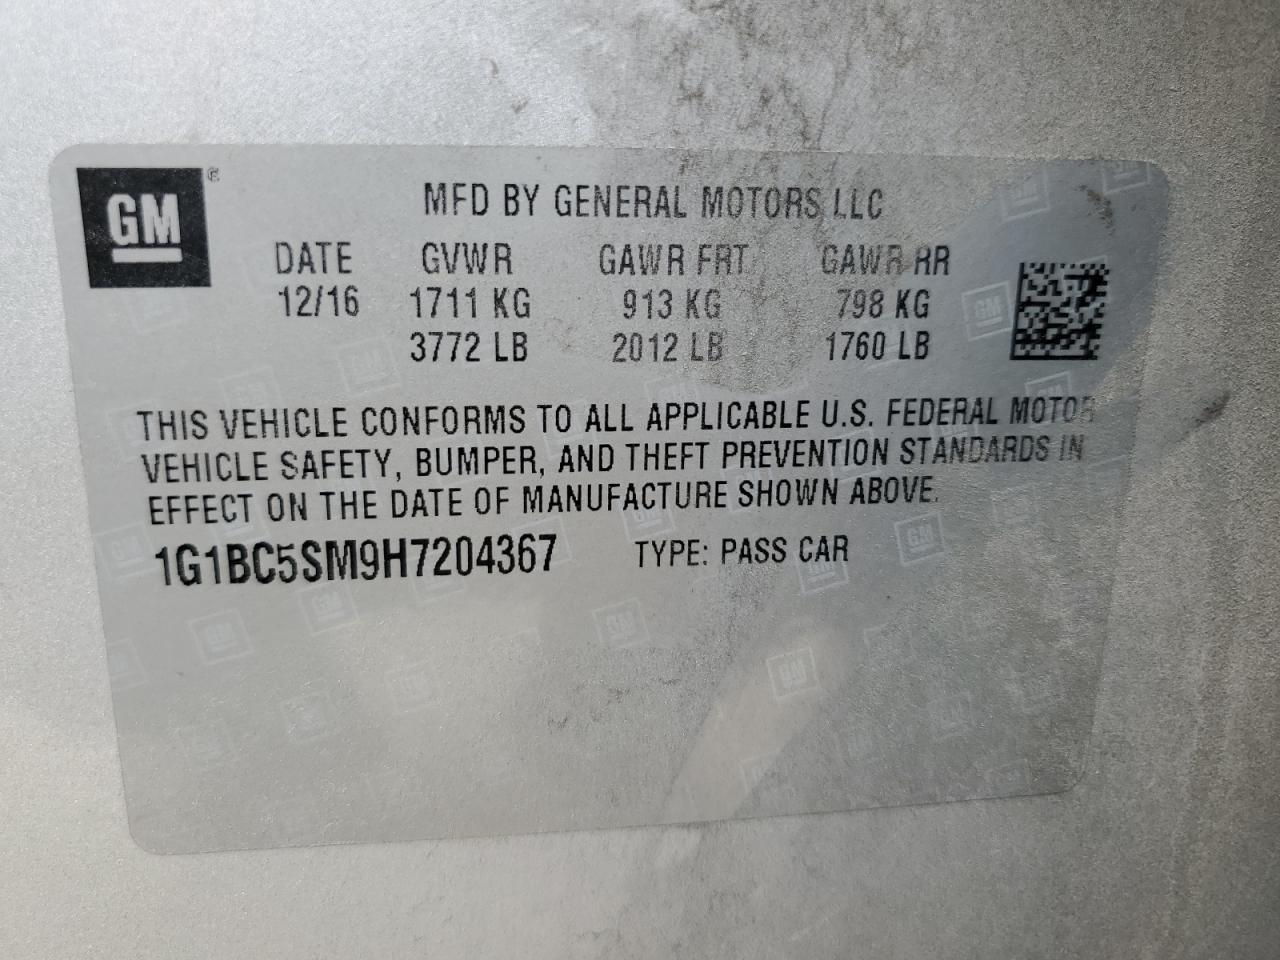 GM
MFD BY GENERAL MOTORS LLC
DATE GVWR GAWR FRT GAWR RR
12/16 1711 KG 913 KG 798 KG
3772 LB 2012 LB 1760 LB
THIS VEHICLE CONFORMS TO ALL APPLICABLE U.S. FEDERAL MOTOR
VEHICLE SAFETY, BUMPER, AND THEFT PREVENTION STANDARDS IN
EFFECT ON THE DATE OF MANUFACTURE SHOWN ABOVE.
1G1BC5SM9H7204367 TYPE: PASS CAR